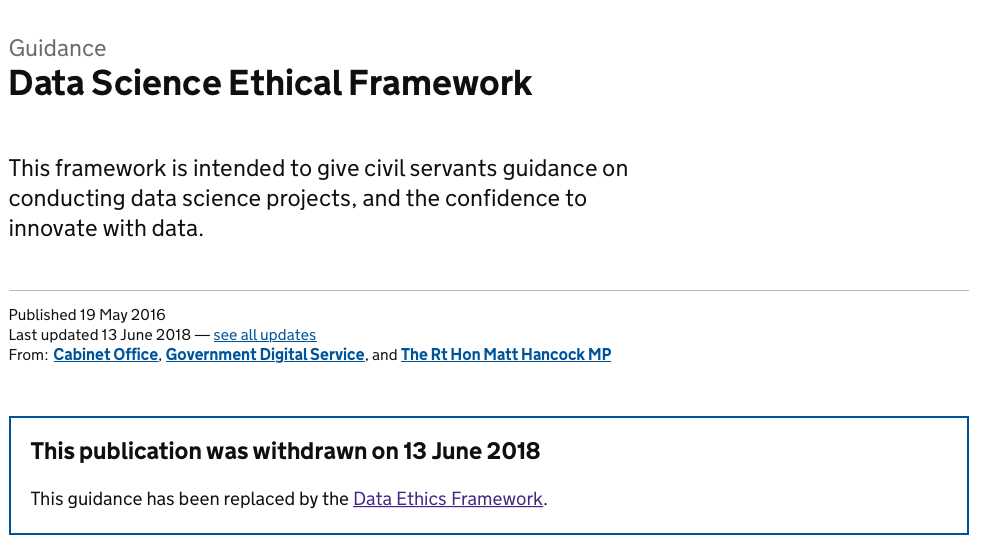 Guidance
Data Science Ethical Framework
This framework is intended to give civil servants guidance on
conducting data science projects, and the confidence to
innovate with data.
Published 19 May 2016
Last updated 13 June 2018 — see all updates
From: Cabinet Office, Government Digital Service, and The Rt Hon Matt Hancock MP
This publication was withdrawn on 13 June 2018
This guidance has been replaced by the Data Ethics Framework.